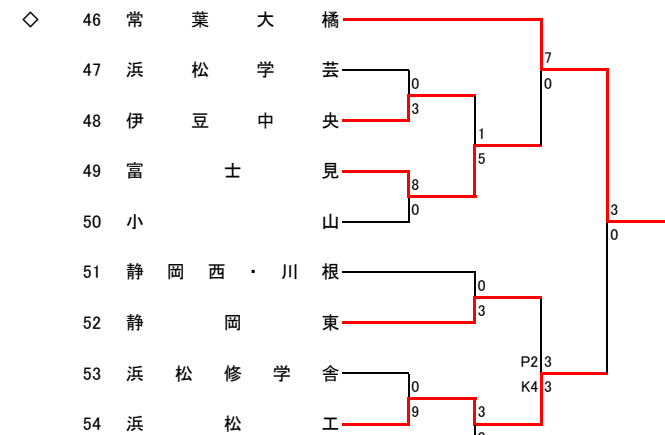 ◇ 46 常葉大橘
7
47 浜松学芸
0 0
3
48 伊豆中央
1
5
49 富士見
8
0 3
50 小山
0
51 静岡西・川根
0
3
52 静岡東
P2 3
53 浜松修学舎
0 K4 3
9 3
54 浜松工